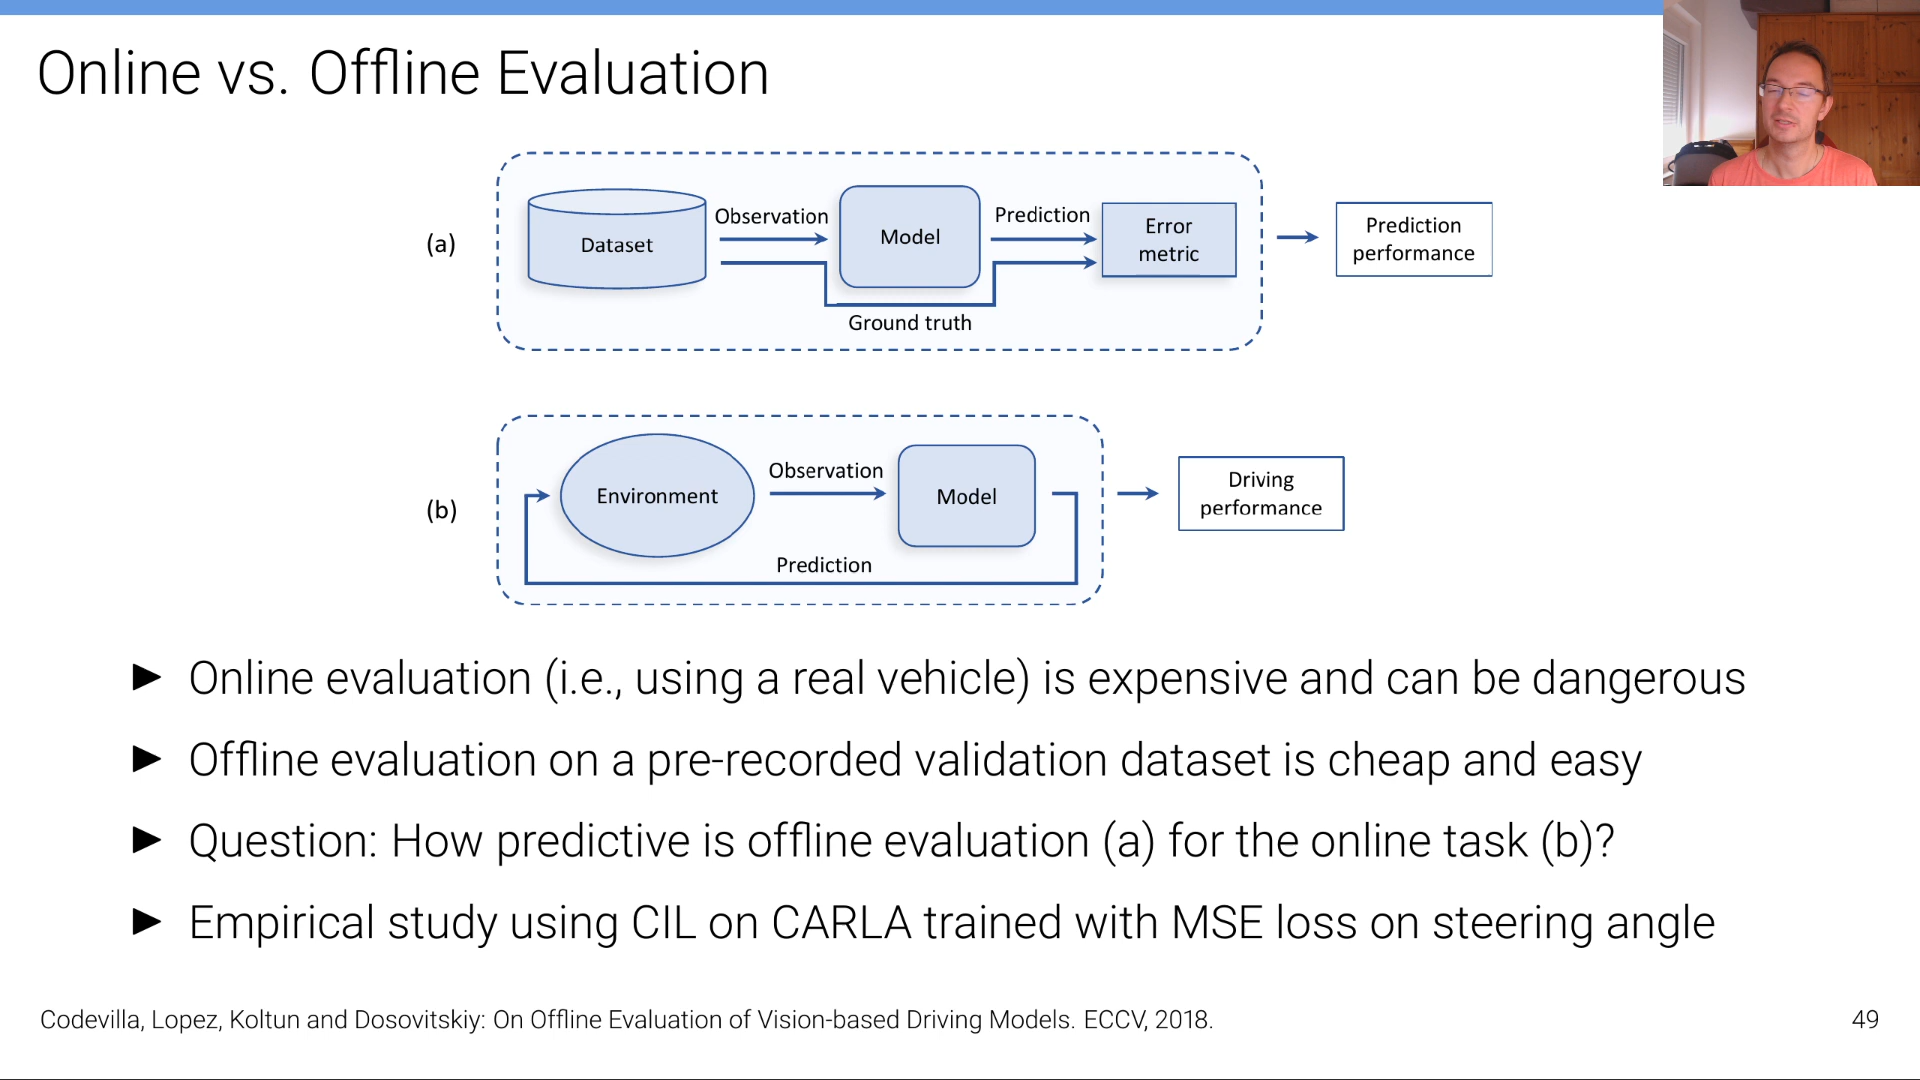 Online vs. Offline Evaluation
(a)
Dataset
Observation
Model
Prediction
Error
metric
Prediction
performance
Ground truth
(b)
Environment
Observation
Model
Driving
performance
Prediction
► Online evaluation (i.e., using a real vehicle) is expensive and can be dangerous
► Offline evaluation on a pre-recorded validation dataset is cheap and easy
► Question: How predictive is offline evaluation (a) for the online task (b)?
► Empirical study using CIL on CARLA trained with MSE loss on steering angle
Codevilla, Lopez, Koltun and Dosovitskiy: On Offline Evaluation of Vision-based Driving Models. ECCV, 2018.
49